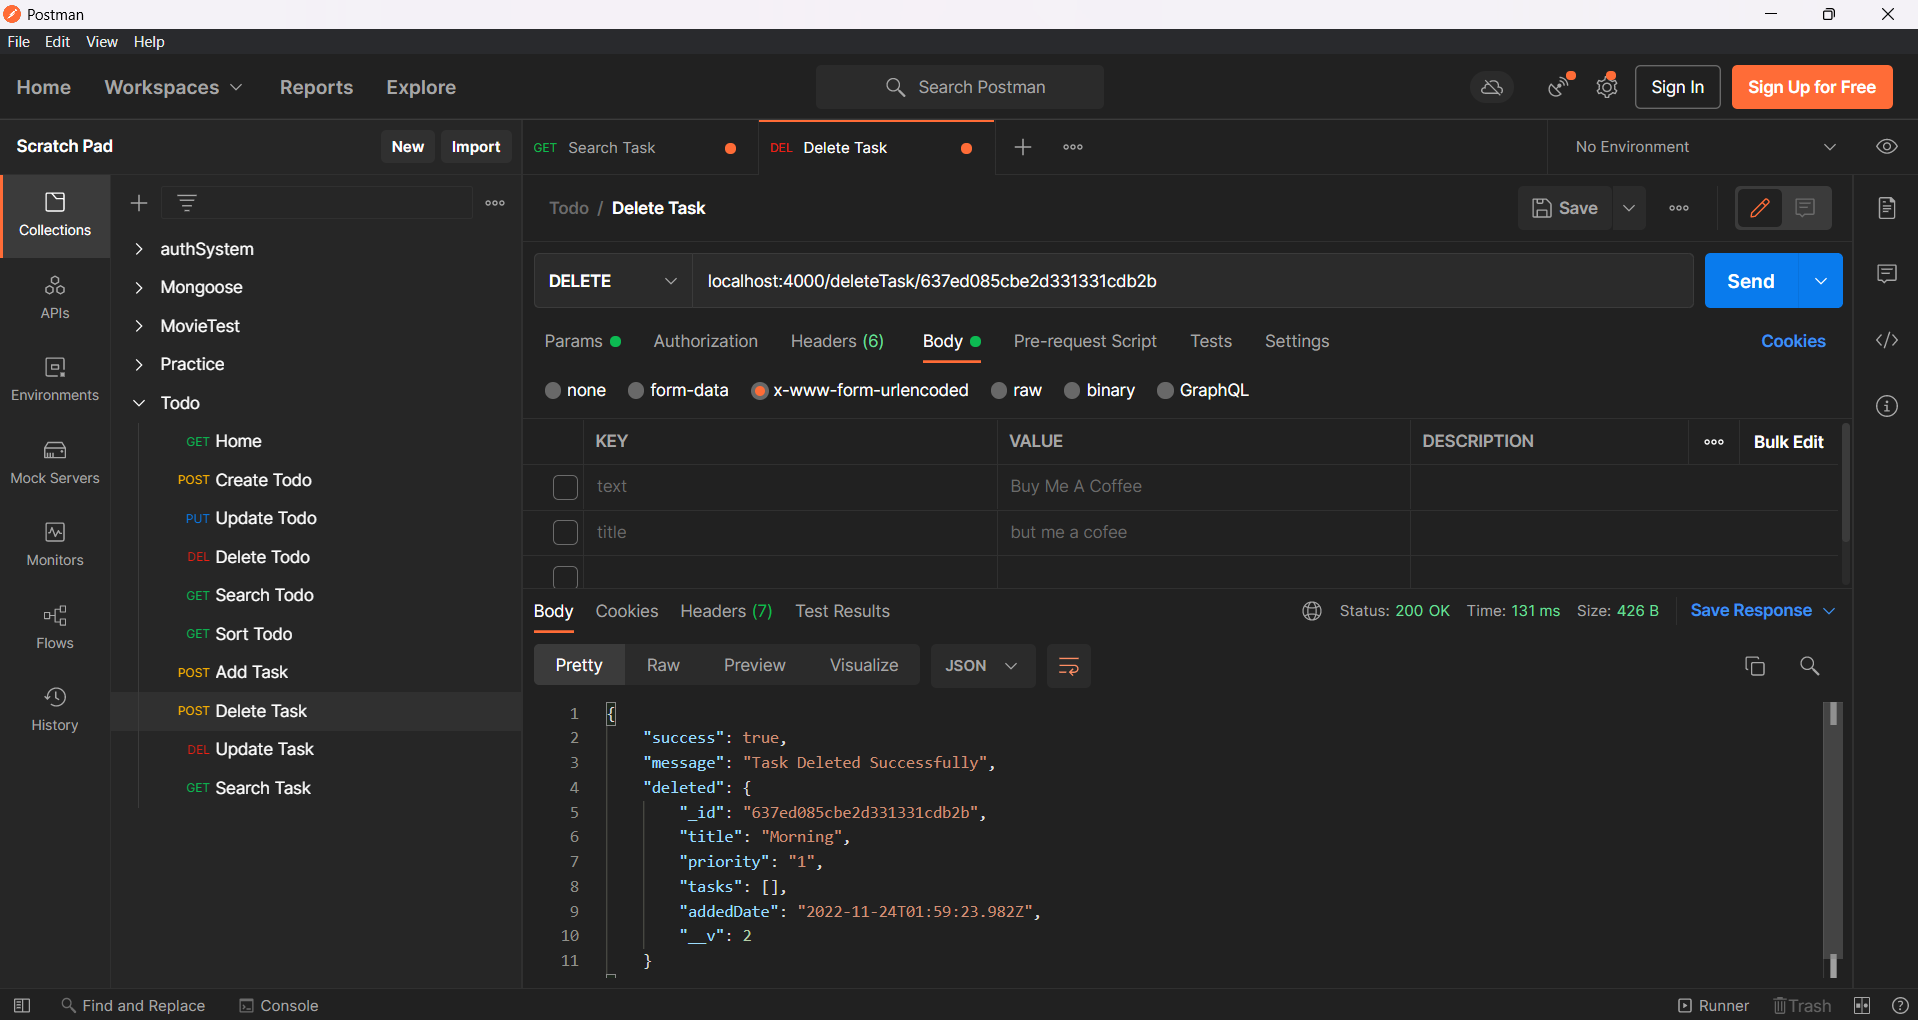 Postman
File Edit View Help
Home Workspaces Reports Explore Search Postman Sign In Sign Up for Free
Scratch Pad New Import GET Search Task DEL Delete Task No Environment
Todo / Delete Task Save
Collections
APIs
Environments
Mock Servers
Monitors
Flows
History
authSystem
Mongoose
MovieTest
Practice
Todo
GET Home
POST Create Todo
PUT Update Todo
DEL Delete Todo
GET Search Todo
GET Sort Todo
POST Add Task
POST Delete Task
DEL Update Task
GET Search Task
DELETE localhost:4000/deleteTask/637ed085cbe2d331331cdb2b Send
Params Authorization Headers (6) Body Pre-request Script Tests Settings Cookies
none form-data x-www-form-urlencoded raw binary GraphQL
KEY VALUE DESCRIPTION Bulk Edit
text Buy Me A Coffee
title but me a cofee
Body Cookies Headers (7) Test Results Status: 200 OK Time: 131 ms Size: 426 B Save Response
Pretty Raw Preview Visualize JSON
1 {
2 "success": true,
3 "message": "Task Deleted Successfully",
4 "deleted": {
5 "_id": "637ed085cbe2d331331cdb2b",
6 "title": "Morning",
7 "priority": "1",
8 "tasks": [],
9 "addedDate": "2022-11-24T01:59:23.982Z",
10 "__v": 2
11 }
Find and Replace Console Runner Trash